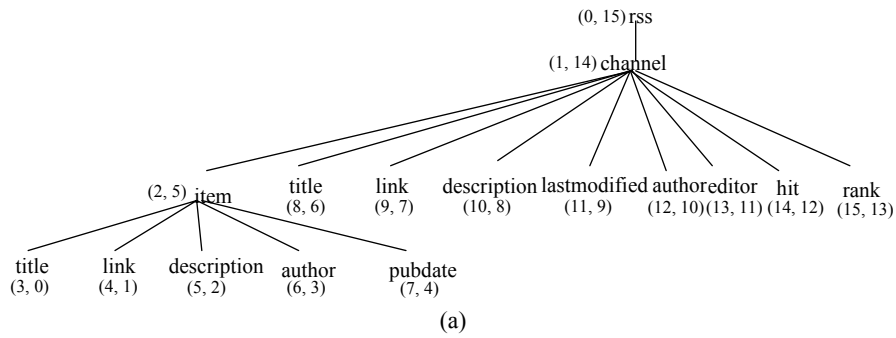 (0, 15) rss
(1, 14) channel
(2, 5) item
title link description lastmodified author editor hit rank
(8, 6) (9, 7) (10, 8) (11, 9) (12, 10) (13, 11) (14, 12) (15, 13)
title link description author pubdate
(3, 0) (4, 1) (5, 2) (6, 3) (7, 4)
(a)